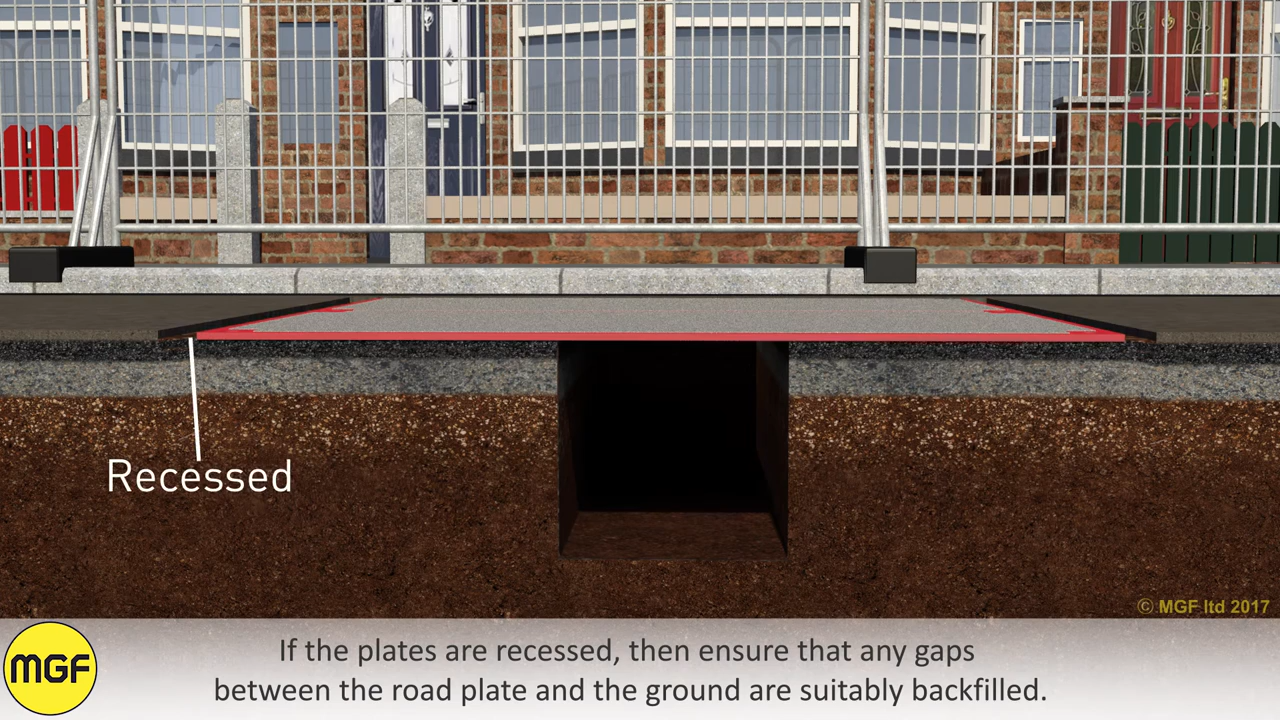 Recessed
© MGF ltd 2017
MGF
If the plates are recessed, then ensure that any gaps
between the road plate and the ground are suitably backfilled.